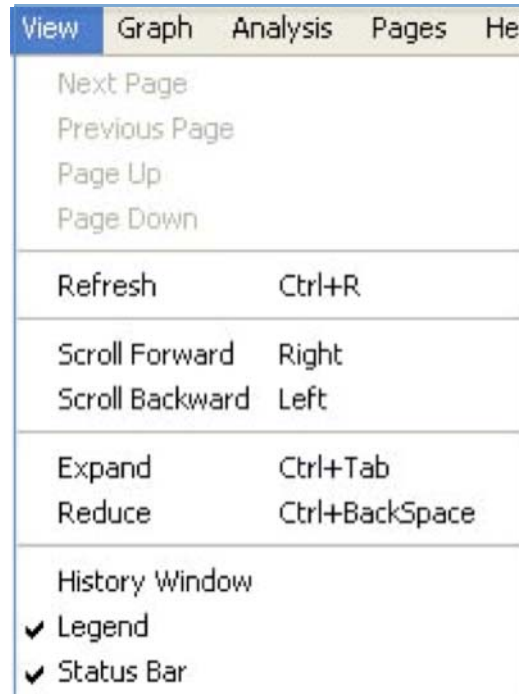 View Graph Analysis Pages He
Next Page
Previous Page
Page Up
Page Down
Refresh Ctrl+R
Scroll Forward Right
Scroll Backward Left
Expand Ctrl+Tab
Reduce Ctrl+BackSpace
History Window
Legend
Status Bar